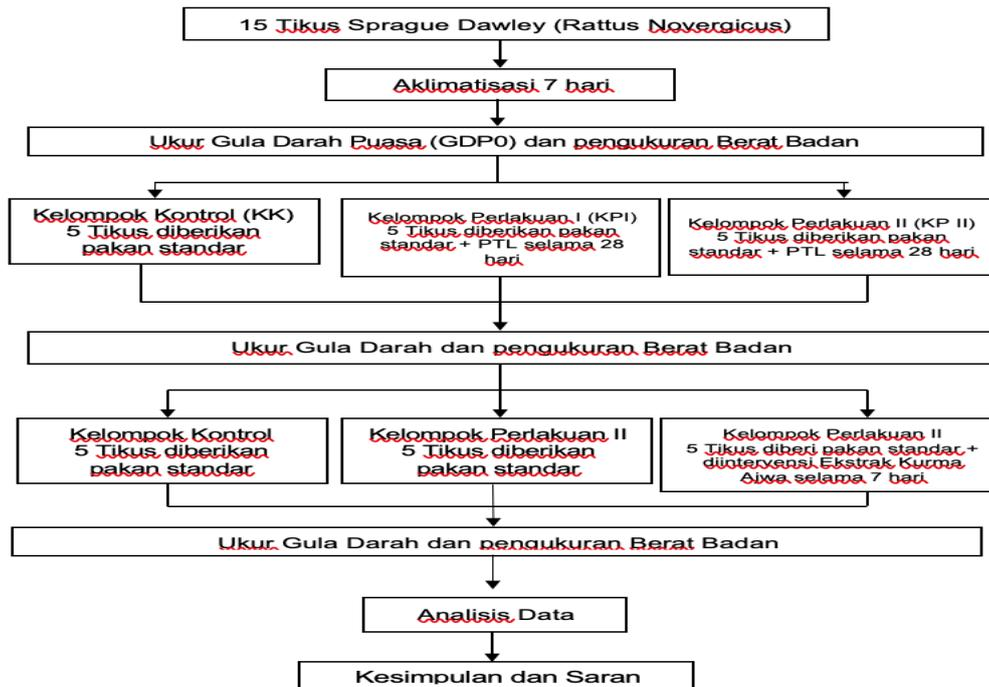 15 Tikus Sprague Dawley (Rattus Novergicus)
Aklimatisasi 7 hari
Ukur Gula Darah Puasa (GDP0) dan pengukuran Berat Badan
Kelompok Kontrol (KK)
5 Tikus diberikan
pakan standar
Kelompok Perlakuan I (KPI)
5 Tikus diberikan pakan
standar + PTL selama 28
hari
Kelompok Perlakuan II (KP II)
5 Tikus diberikan pakan
standar + PTL selama 28 hari
Ukur Gula Darah dan pengukuran Berat Badan
Kelompok Kontrol
5 Tikus diberikan
pakan standar
Kelompok Perlakuan II
5 Tikus diberikan
pakan standar
Kelompok Perlakuan II
5 Tikus diberi pakan standar +
diintervensi Ekstrak Kurma
Ajwa selama 7 hari
Ukur Gula Darah dan pengukuran Berat Badan
Analisis Data
Kesimpulan dan Saran